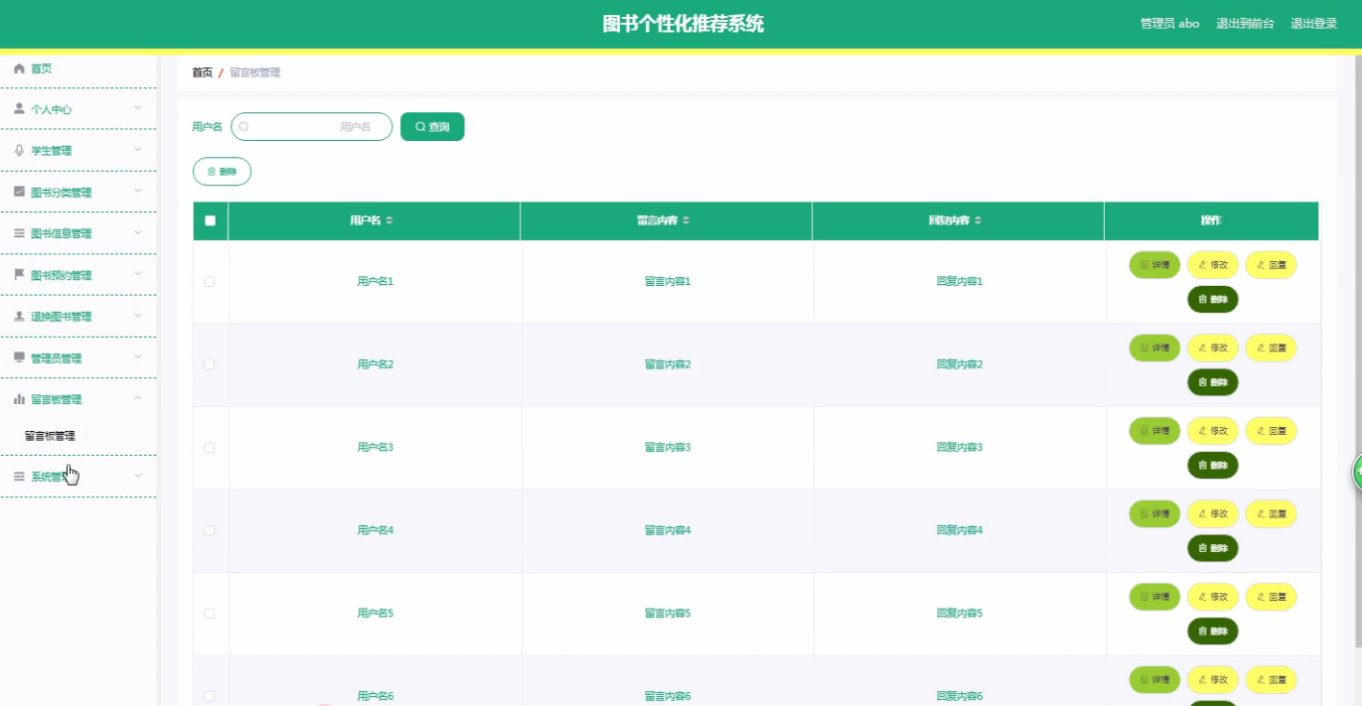 图书个性化推荐系统
管理员 abo 退出到前台 退出登录
首页
个人中心
学生管理
图书分类管理
图书信息管理
图书预约管理
退换图书管理
管理员管理
留言板管理
留言板管理
系统管理
首页 / 留言板管理
用户名 用户名 查询
删除
用户名 留言内容 回复内容 操作
用户名1 留言内容1 回复内容1 详情 修改 回复
删除
用户名2 留言内容2 回复内容2 详情 修改 回复
删除
用户名3 留言内容3 回复内容3 详情 修改 回复
删除
用户名4 留言内容4 回复内容4 详情 修改 回复
删除
用户名5 留言内容5 回复内容5 详情 修改 回复
删除
用户名6 留言内容6 回复内容6 详情 修改 回复